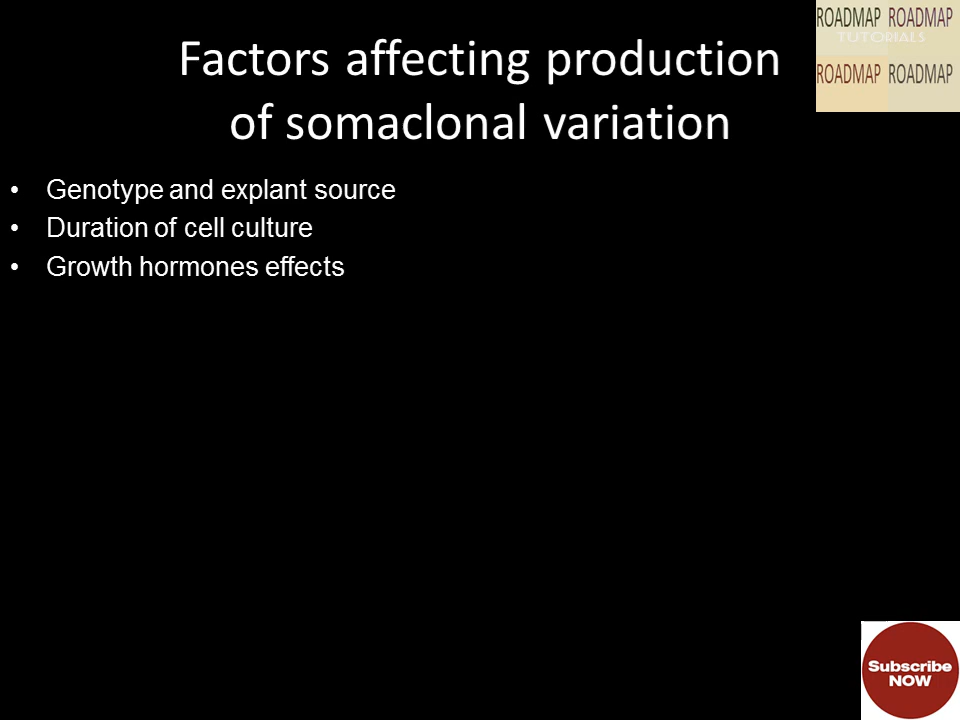 Factors affecting production
of somaclonal variation
ROADMAP ROADMAP
TUTORIALS
ROADMAP ROADMAP
• Genotype and explant source
• Duration of cell culture
• Growth hormones effects
Subscribe
NOW